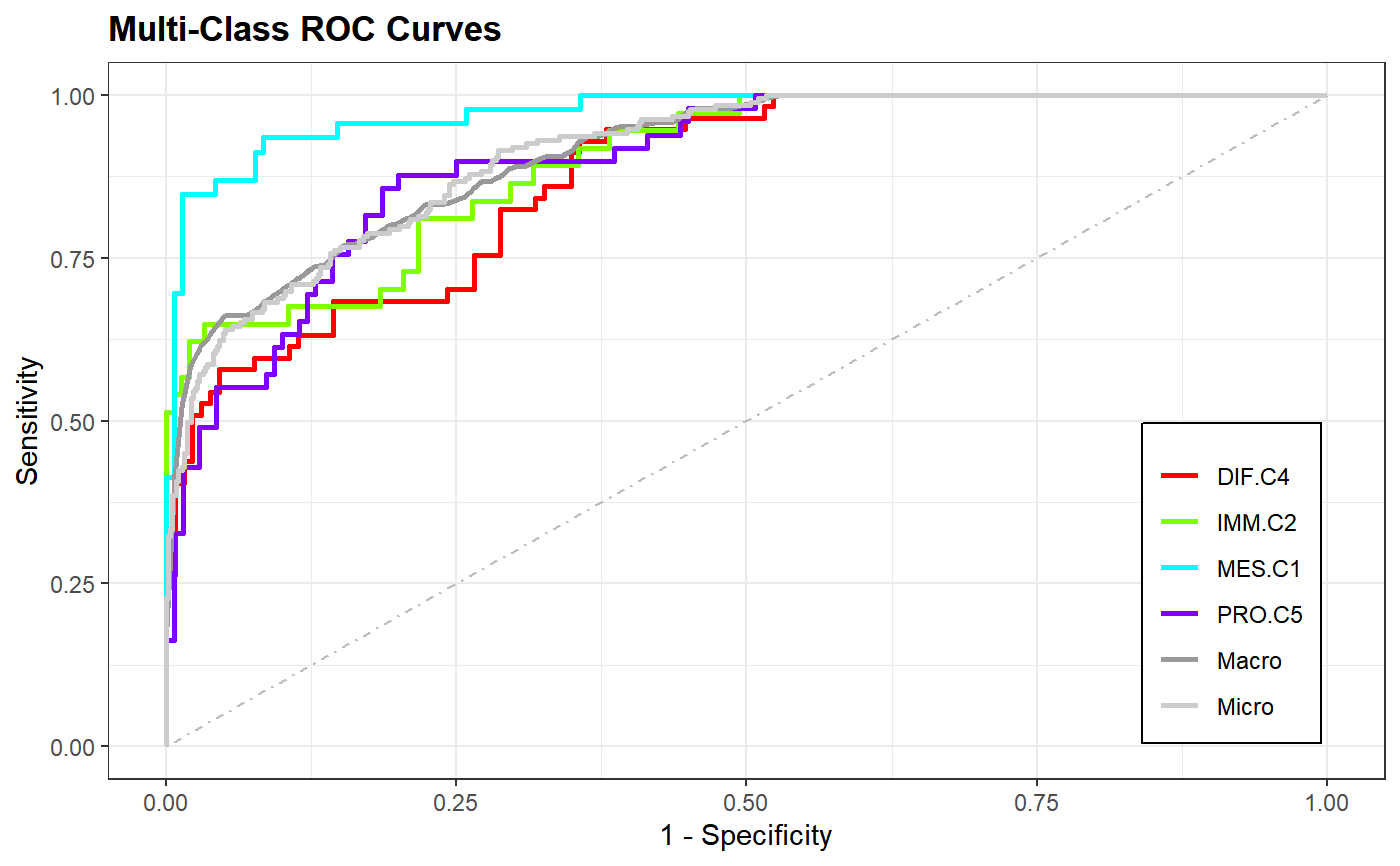 Multi-Class ROC Curves
1.00
0.75
0.50
0.25
0.00
Sensitivity
DIF.C4
IMM.C2
MES.C1
PRO.C5
Macro
Micro
0.00 0.25 0.50 0.75 1.00
1 - Specificity